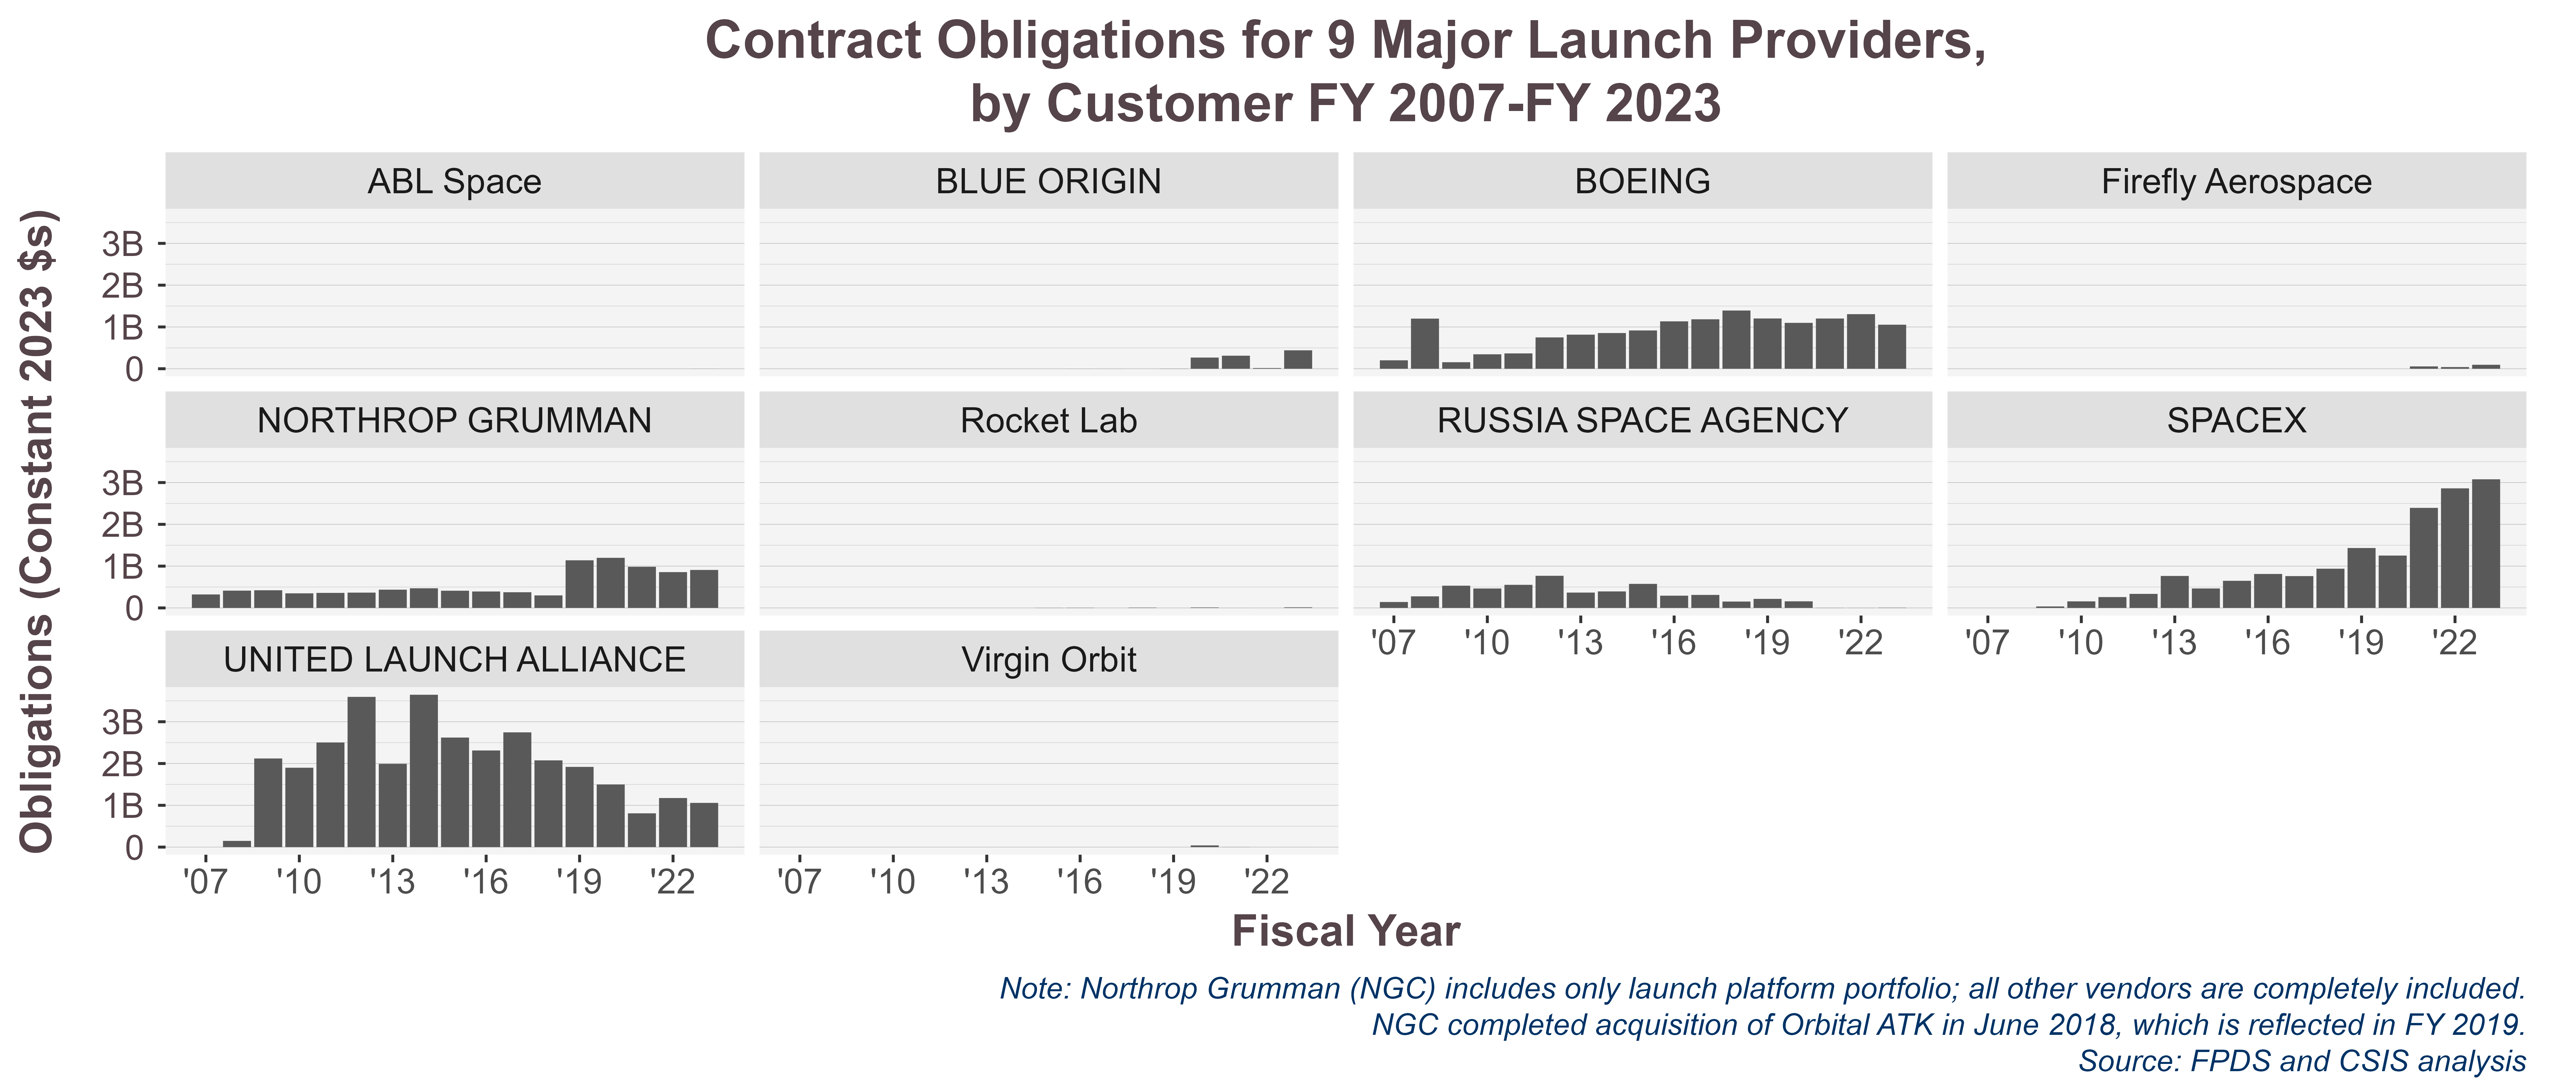 Contract Obligations for 9 Major Launch Providers,
by Customer FY 2007-FY 2023
Obligations (Constant 2023 $s)
ABL Space
BLUE ORIGIN
BOEING
Firefly Aerospace
3B
2B
1B
0
NORTHROP GRUMMAN
Rocket Lab
RUSSIA SPACE AGENCY
SPACEX
3B
2B
1B
0
'07 '10 '13 '16 '19 '22
'07 '10 '13 '16 '19 '22
UNITED LAUNCH ALLIANCE
Virgin Orbit
3B
2B
1B
0
'07 '10 '13 '16 '19 '22
'07 '10 '13 '16 '19 '22
Fiscal Year
Note: Northrop Grumman (NGC) includes only launch platform portfolio; all other vendors are completely included.
NGC completed acquisition of Orbital ATK in June 2018, which is reflected in FY 2019.
Source: FPDS and CSIS analysis